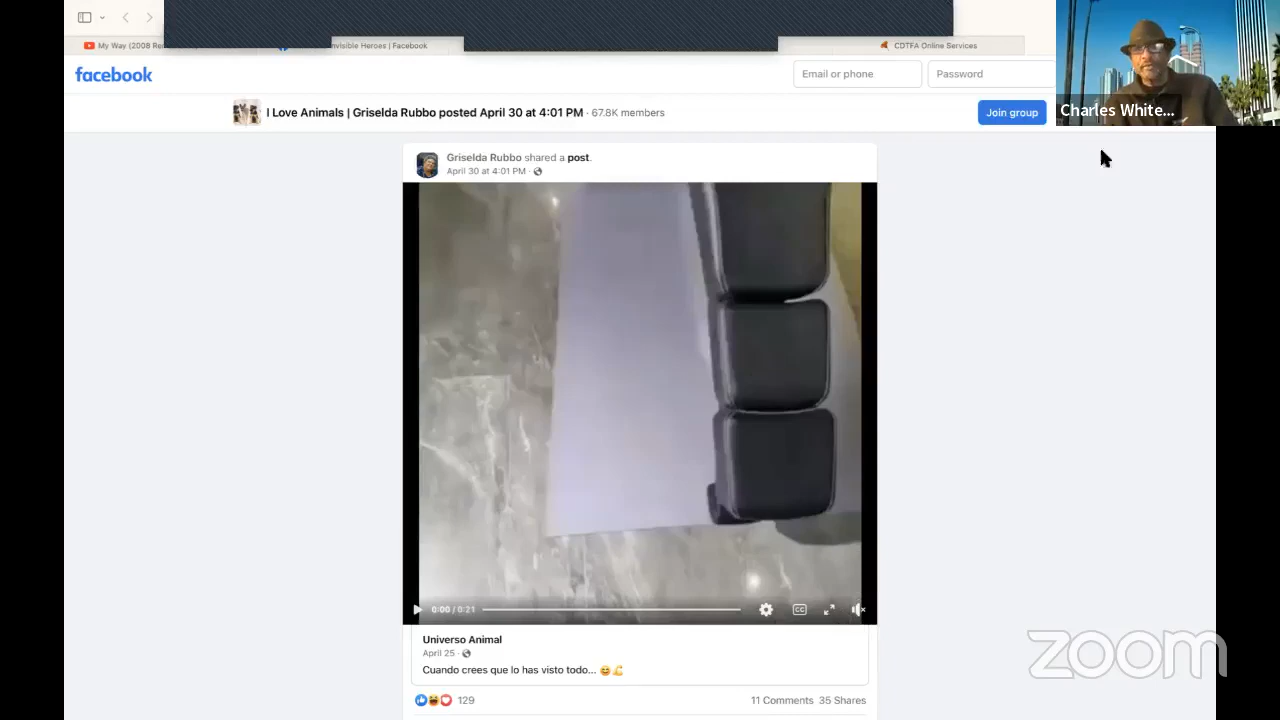 My Way (2008 Re
nvisible Heroes | Facebook
CDTFA Online Services
facebook
Email or phone
Password
I Love Animals | Griselda Rubbo posted April 30 at 4:01 PM · 67.8K members
Join group
Charles White...
Griselda Rubbo shared a post.
April 30 at 4:01 PM ·
0:00 / 0:21
CC
Universo Animal
April 25 ·
Cuando crees que lo has visto todo... 😄💪
129
11 Comments 35 Shares
zoom